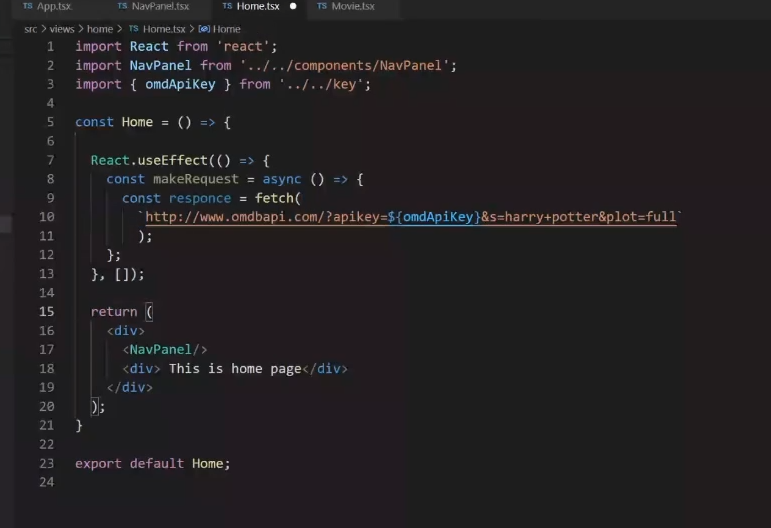 TS App.tsx TS NavPanel.tsx TS Home.tsx ● TS Movie.tsx
src > views > home > TS Home.tsx > Home
1 import React from 'react';
2 import NavPanel from '../../components/NavPanel';
3 import { omdApiKey } from '../../key';
4
5 const Home = () => {
6
7 React.useEffect(() => {
8 const makeRequest = async () => {
9 const responce = fetch(
10 `http://www.omdbapi.com/?apikey=${omdApiKey}&s=harry+potter&plot=full`
11 );
12 };
13 }, []);
14
15 return (
16 <div>
17 <NavPanel/>
18 <div> This is home page</div>
19 </div>
20 );
21 }
22
23 export default Home;
24